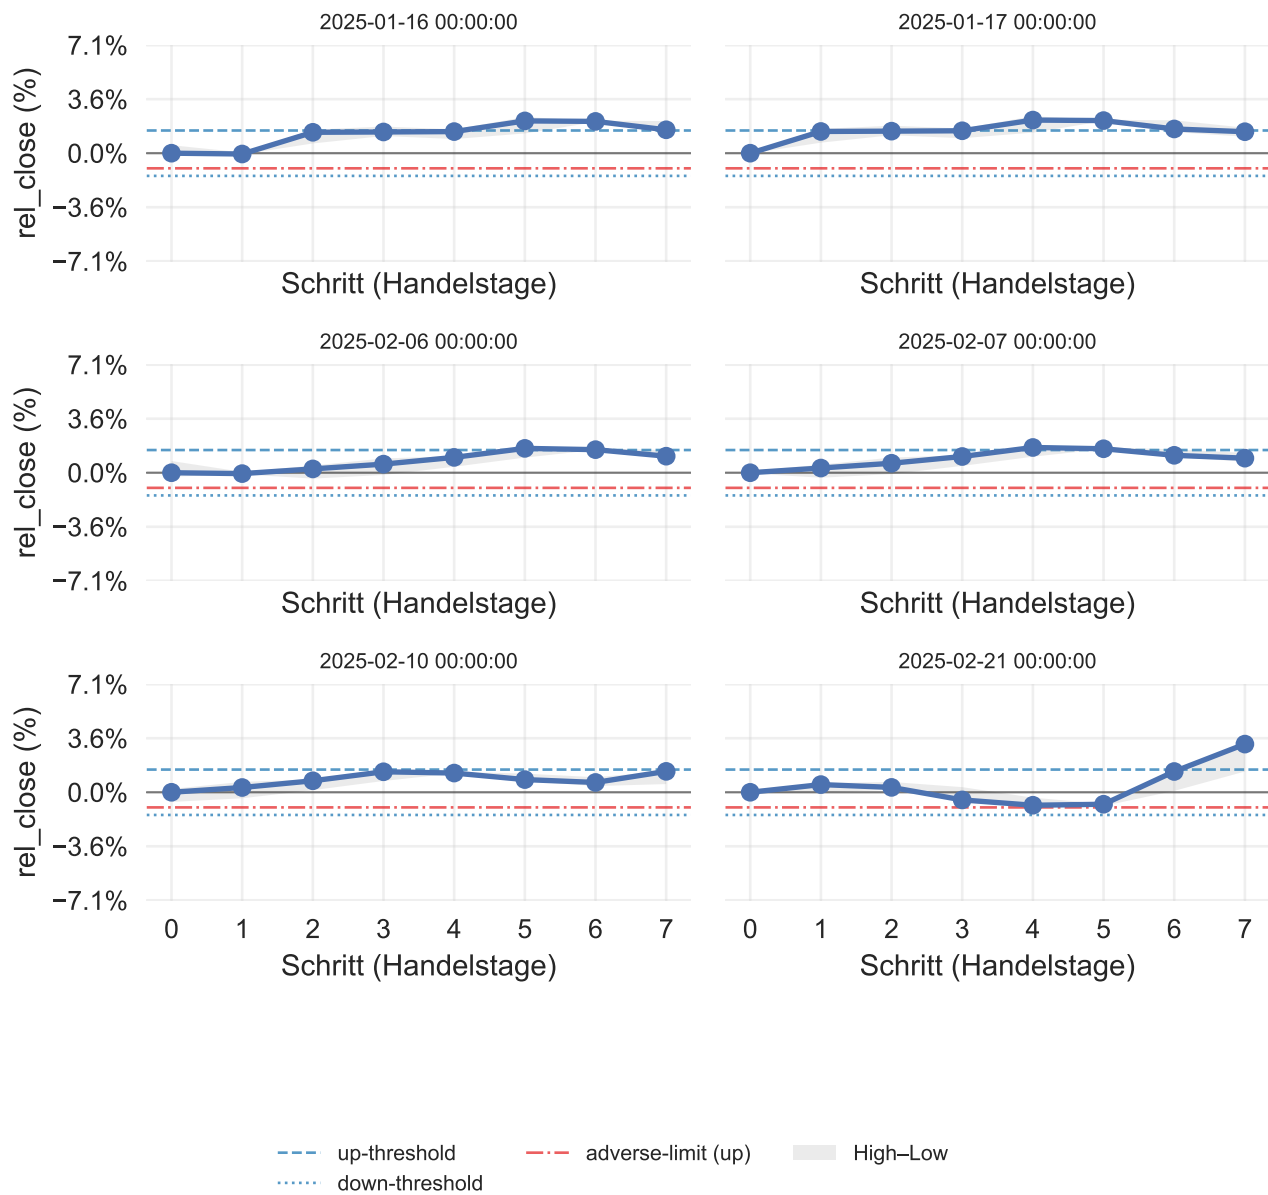 2025-01-16 00:00:00
2025-01-17 00:00:00
7.1%
3.6%
0.0%
−3.6%
−7.1%
rel_close (%)
Schritt (Handelstage)
Schritt (Handelstage)
2025-02-06 00:00:00
2025-02-07 00:00:00
7.1%
3.6%
0.0%
−3.6%
−7.1%
rel_close (%)
Schritt (Handelstage)
Schritt (Handelstage)
2025-02-10 00:00:00
2025-02-21 00:00:00
7.1%
3.6%
0.0%
−3.6%
−7.1%
rel_close (%)
0 1 2 3 4 5 6 7
0 1 2 3 4 5 6 7
Schritt (Handelstage)
Schritt (Handelstage)
up-threshold
down-threshold
adverse-limit (up)
High–Low